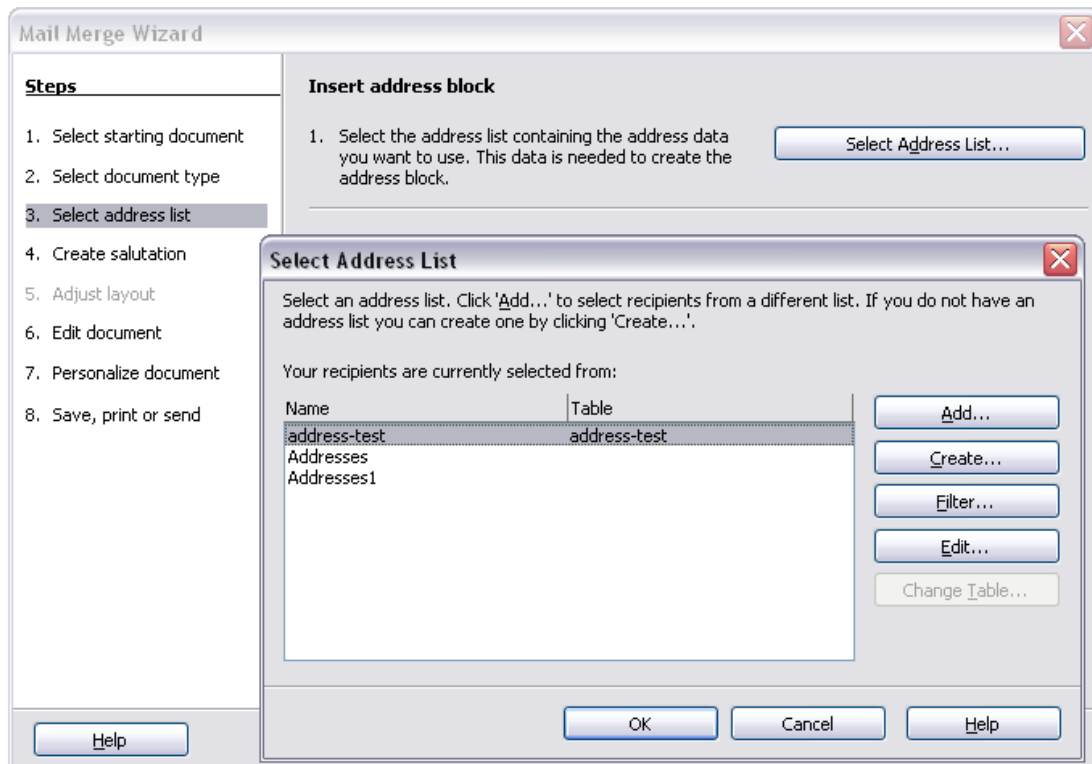 Mail Merge Wizard
Steps
1. Select starting document
2. Select document type
3. Select address list
4. Create salutation
5. Adjust layout
6. Edit document
7. Personalize document
8. Save, print or send
Help
Insert address block
1. Select the address list containing the address data
you want to use. This data is needed to create the
address block.
Select Address List...
Select Address List
Select an address list. Click 'Add...' to select recipients from a different list. If you do not have an
address list you can create one by clicking 'Create...'.
Your recipients are currently selected from:
Name Table
address-test address-test
Addresses
Addresses1
Add...
Create...
Filter...
Edit...
Change Table...
OK Cancel Help